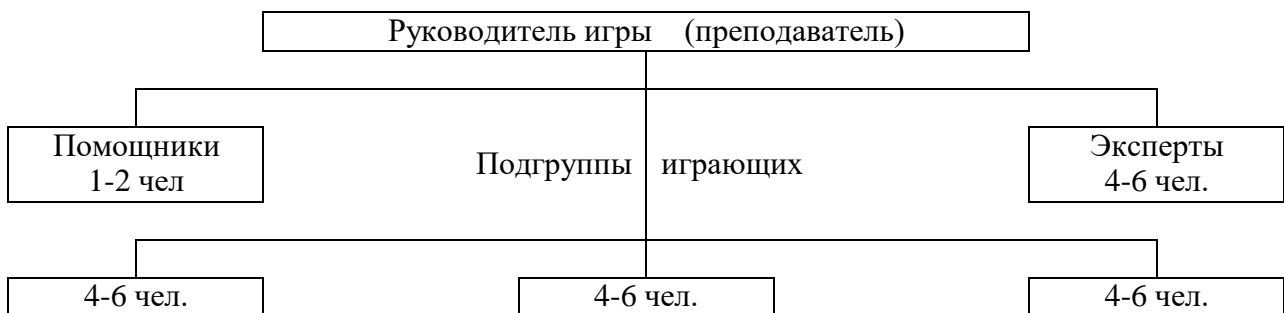 Руководитель игры (преподаватель)
Помощники
1-2 чел
Подгруппы играющих
Эксперты
4-6 чел.
4-6 чел.
4-6 чел.
4-6 чел.